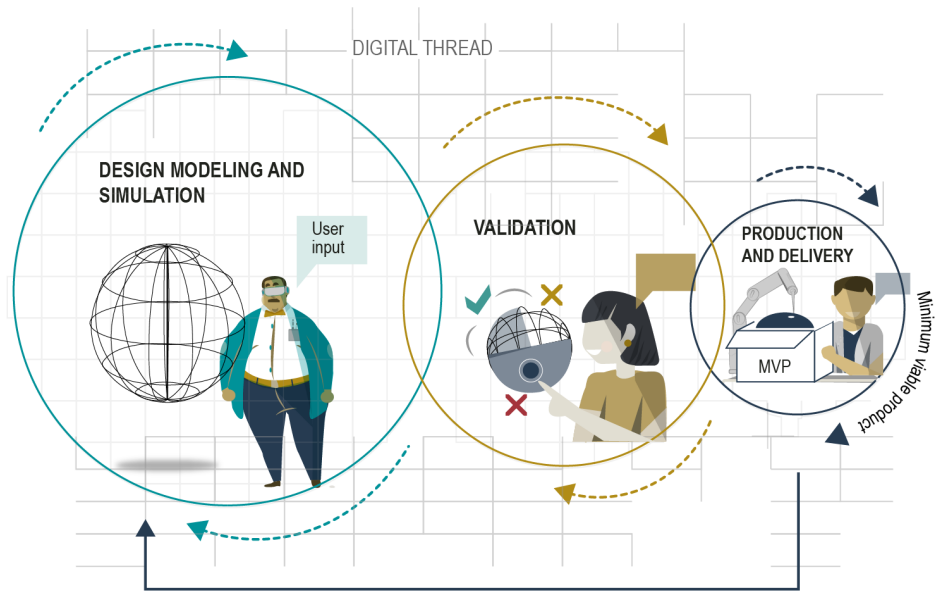 DIGITAL THREAD
DESIGN MODELING AND
SIMULATION
User
input
VALIDATION
PRODUCTION
AND DELIVERY
MVP
Minimum viable product